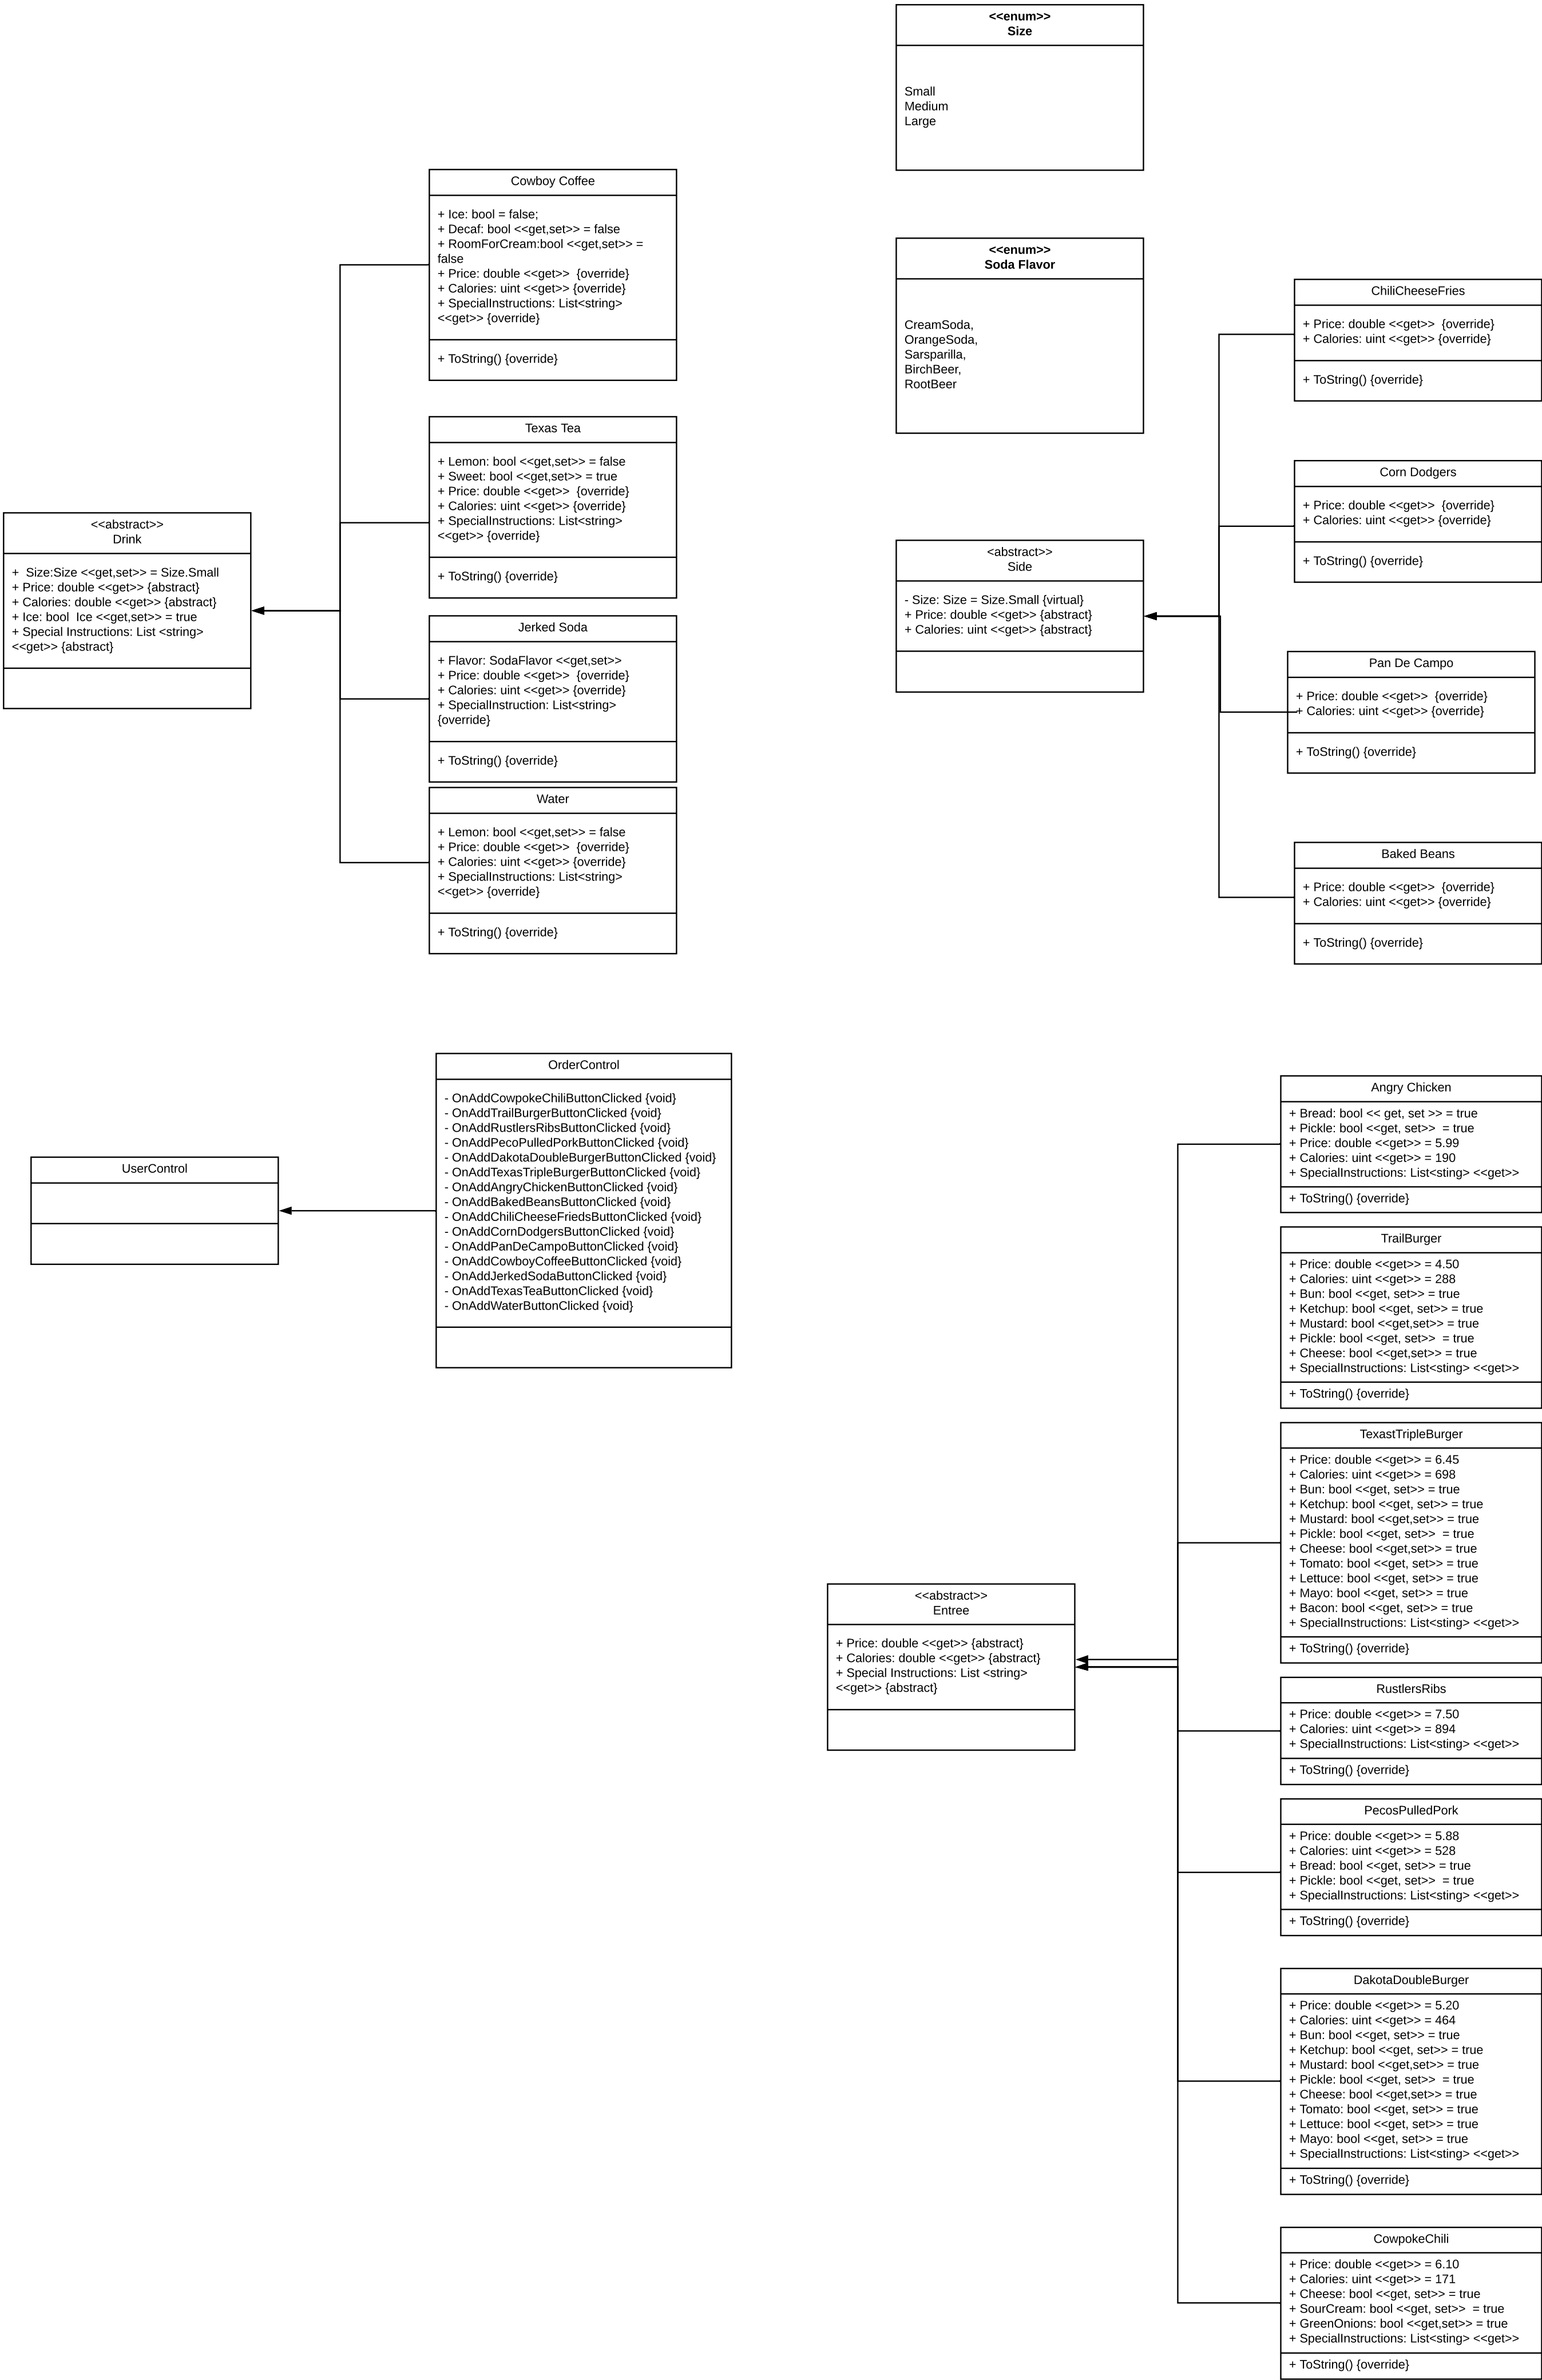 <<enum>>
Size
Small
Medium
Large
<<enum>>
Soda Flavor
CreamSoda,
OrangeSoda,
Sarsparilla,
BirchBeer,
RootBeer
Cowboy Coffee
+ Ice: bool = false;
+ Decaf: bool <<get,set>> = false
+ RoomForCream:bool <<get,set>> =
false
+ Price: double <<get>>  {override}
+ Calories: uint <<get>> {override}
+ SpecialInstructions: List<string>
<<get>> {override}
+ ToString() {override}
Texas Tea
+ Lemon: bool <<get,set>> = false
+ Sweet: bool <<get,set>> = true
+ Price: double <<get>>  {override}
+ Calories: uint <<get>> {override}
+ SpecialInstructions: List<string>
<<get>> {override}
+ ToString() {override}
<<abstract>>
Drink
+  Size:Size <<get,set>> = Size.Small
+ Price: double <<get>> {abstract}
+ Calories: double <<get>> {abstract}
+ Ice: bool  Ice <<get,set>> = true
+ Special Instructions: List <string>
<<get>> {abstract}
Jerked Soda
+ Flavor: SodaFlavor <<get,set>>
+ Price: double <<get>>  {override}
+ Calories: uint <<get>> {override}
+ SpecialInstruction: List<string>
{override}
+ ToString() {override}
Water
+ Lemon: bool <<get,set>> = false
+ Price: double <<get>>  {override}
+ Calories: uint <<get>> {override}
+ SpecialInstructions: List<string>
<<get>> {override}
+ ToString() {override}
<abstract>>
Side
- Size: Size = Size.Small {virtual}
+ Price: double <<get>> {abstract}
+ Calories: uint <<get>> {abstract}
ChiliCheeseFries
+ Price: double <<get>>  {override}
+ Calories: uint <<get>> {override}
+ ToString() {override}
Corn Dodgers
+ Price: double <<get>>  {override}
+ Calories: uint <<get>> {override}
+ ToString() {override}
Pan De Campo
+ Price: double <<get>>  {override}
+ Calories: uint <<get>> {override}
+ ToString() {override}
Baked Beans
+ Price: double <<get>>  {override}
+ Calories: uint <<get>> {override}
+ ToString() {override}
UserControl
OrderControl
- OnAddCowpokeChiliButtonClicked {void}
- OnAddTrailBurgerButtonClicked {void}
- OnAddRustlersRibsButtonClicked {void}
- OnAddPecoPulledPorkButtonClicked {void}
- OnAddDakotaDoubleBurgerButtonClicked {void}
- OnAddTexasTripleBurgerButtonClicked {void}
- OnAddAngryChickenButtonClicked {void}
- OnAddBakedBeansButtonClicked {void}
- OnAddChiliCheeseFriedsButtonClicked {void}
- OnAddCornDodgersButtonClicked {void}
- OnAddPanDeCampoButtonClicked {void}
- OnAddCowboyCoffeeButtonClicked {void}
- OnAddJerkedSodaButtonClicked {void}
- OnAddTexasTeaButtonClicked {void}
- OnAddWaterButtonClicked {void}
<<abstract>>
Entree
+ Price: double <<get>> {abstract}
+ Calories: double <<get>> {abstract}
+ Special Instructions: List <string>
<<get>> {abstract}
Angry Chicken
+ Bread: bool << get, set >> = true
+ Pickle: bool <<get, set>>  = true
+ Price: double <<get>> = 5.99
+ Calories: uint <<get>> = 190
+ SpecialInstructions: List<sting> <<get>>
+ ToString() {override}
TrailBurger
+ Price: double <<get>> = 4.50
+ Calories: uint <<get>> = 288
+ Bun: bool <<get, set>> = true
+ Ketchup: bool <<get, set>> = true
+ Mustard: bool <<get,set>> = true
+ Pickle: bool <<get, set>>  = true
+ Cheese: bool <<get,set>> = true
+ SpecialInstructions: List<sting> <<get>>
+ ToString() {override}
TexastTripleBurger
+ Price: double <<get>> = 6.45
+ Calories: uint <<get>> = 698
+ Bun: bool <<get, set>> = true
+ Ketchup: bool <<get, set>> = true
+ Mustard: bool <<get,set>> = true
+ Pickle: bool <<get, set>>  = true
+ Cheese: bool <<get,set>> = true
+ Tomato: bool <<get, set>> = true
+ Lettuce: bool <<get, set>> = true
+ Mayo: bool <<get, set>> = true
+ Bacon: bool <<get, set>> = true
+ SpecialInstructions: List<sting> <<get>>
+ ToString() {override}
RustlersRibs
+ Price: double <<get>> = 7.50
+ Calories: uint <<get>> = 894
+ SpecialInstructions: List<sting> <<get>>
+ ToString() {override}
PecosPulledPork
+ Price: double <<get>> = 5.88
+ Calories: uint <<get>> = 528
+ Bread: bool <<get, set>> = true
+ Pickle: bool <<get, set>>  = true
+ SpecialInstructions: List<sting> <<get>>
+ ToString() {override}
DakotaDoubleBurger
+ Price: double <<get>> = 5.20
+ Calories: uint <<get>> = 464
+ Bun: bool <<get, set>> = true
+ Ketchup: bool <<get, set>> = true
+ Mustard: bool <<get,set>> = true
+ Pickle: bool <<get, set>>  = true
+ Cheese: bool <<get,set>> = true
+ Tomato: bool <<get, set>> = true
+ Lettuce: bool <<get, set>> = true
+ Mayo: bool <<get, set>> = true
+ SpecialInstructions: List<sting> <<get>>
+ ToString() {override}
CowpokeChili
+ Price: double <<get>> = 6.10
+ Calories: uint <<get>> = 171
+ Cheese: bool <<get, set>> = true
+ SourCream: bool <<get, set>>  = true
+ GreenOnions: bool <<get,set>> = true
+ SpecialInstructions: List<sting> <<get>>
+ ToString() {override}